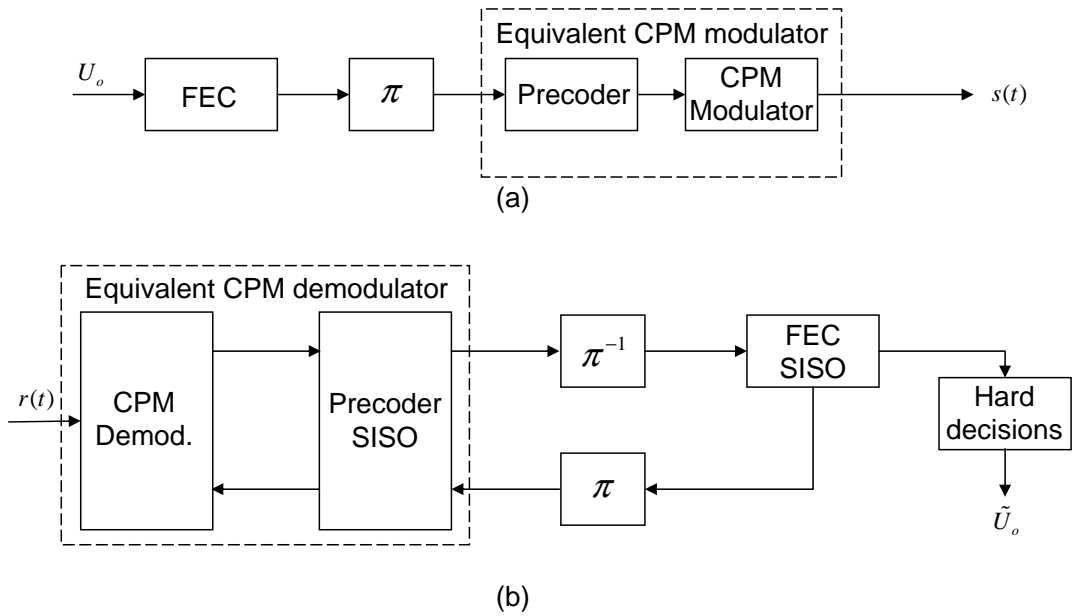 Equivalent CPM modulator
U_o
FEC
π
Precoder
CPM
Modulator
s(t)
(a)
Equivalent CPM demodulator
r(t)
CPM
Demod.
Precoder
SISO
π^{-1}
FEC
SISO
Hard
decisions
π
Ũ_o
(b)